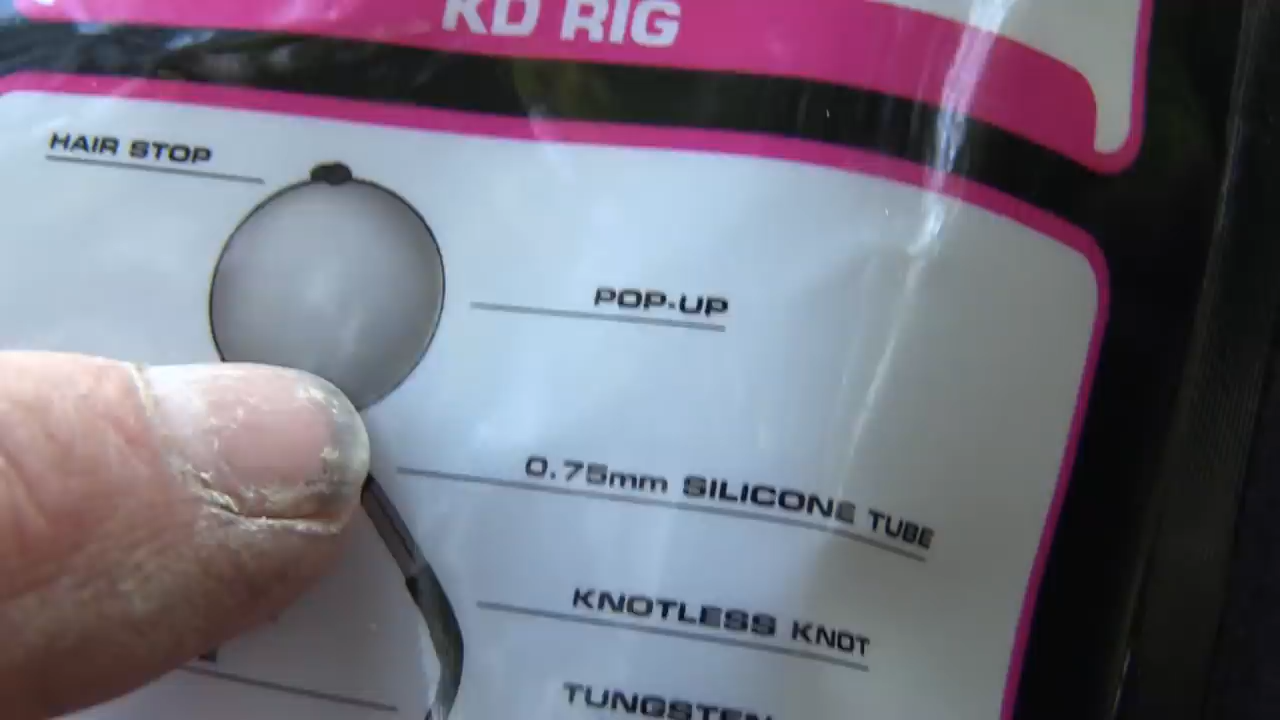 KD RIG
HAIR STOP
POP-UP
0.75mm SILICONE TUBE
KNOTLESS KNOT
TUNGSTEN